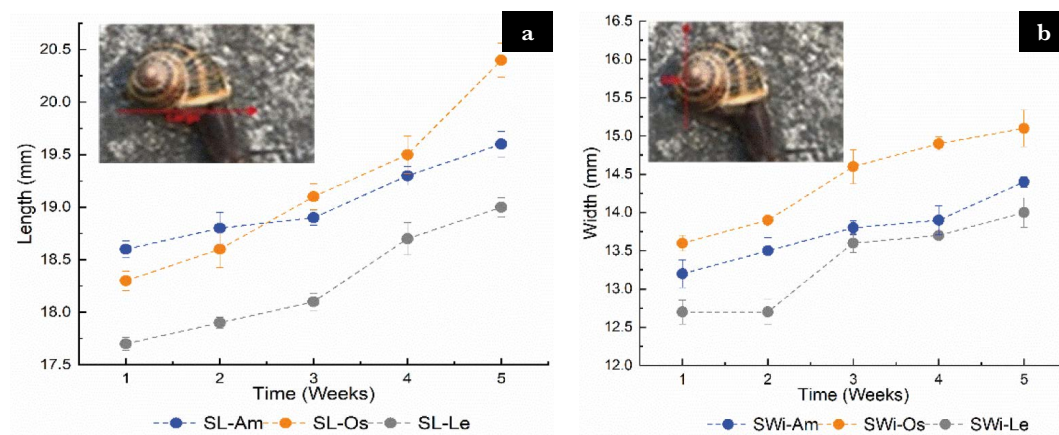 a
20.5
20.0
19.5
19.0
18.5
18.0
17.5
Length (mm)
1 2 3 4 5
Time (Weeks)
SL-Am SL-Os SL-Le
b
16.5
16.0
15.5
15.0
14.5
14.0
13.5
13.0
12.5
12.0
Width (mm)
1 2 3 4 5
Time (Weeks)
SWi-Am SWi-Os SWi-Le